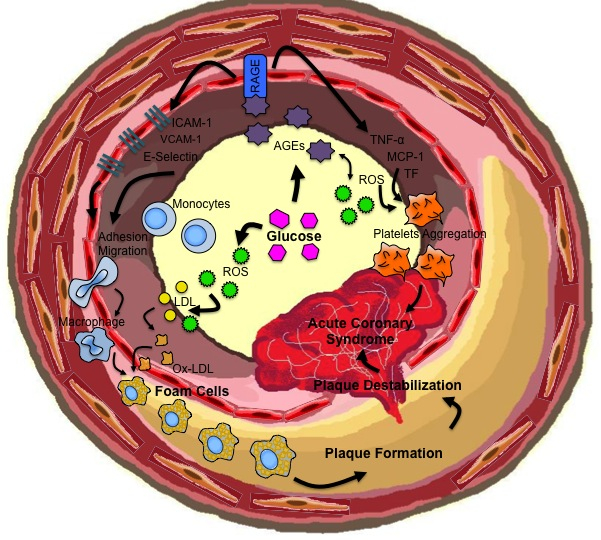 RAGE
ICAM-1
VCAM-1
E-Selectin
TNF-α
MCP-1
TF
AGEs
ROS
Monocytes
Glucose
Platelets Aggregation
Adhesion
Migration
ROS
LDL
Macrophage
Acute Coronary
Syndrome
Ox-LDL
Plaque Destabilization
Foam Cells
Plaque Formation